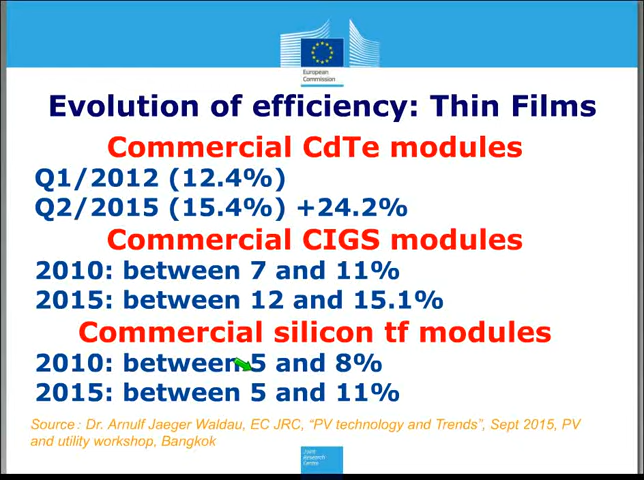 European
Commission
Evolution of efficiency: Thin Films
Commercial CdTe modules
Q1/2012 (12.4%)
Q2/2015 (15.4%) +24.2%
Commercial CIGS modules
2010: between 7 and 11%
2015: between 12 and 15.1%
Commercial silicon tf modules
2010: between 5 and 8%
2015: between 5 and 11%
Source : Dr. Arnulf Jaeger Waldau, EC JRC, “PV technology and Trends”, Sept 2015, PV
and utility workshop, Bangkok
Joint
Research
Centre